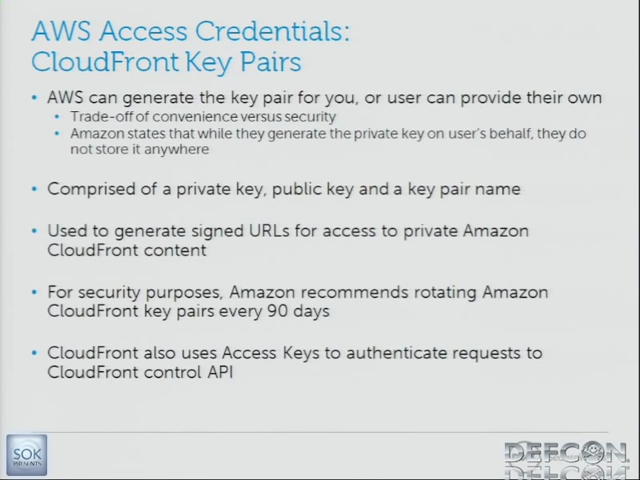 AWS Access Credentials:
CloudFront Key Pairs
• AWS can generate the key pair for you, or user can provide their own
• Trade-off of convenience versus security
• Amazon states that while they generate the private key on user's behalf, they do
not store it anywhere
• Comprised of a private key, public key and a key pair name
• Used to generate signed URLs for access to private Amazon
CloudFront content
• For security purposes, Amazon recommends rotating Amazon
CloudFront key pairs every 90 days
• CloudFront also uses Access Keys to authenticate requests to
CloudFront control API
SOK
PRESENTS
DEFCON